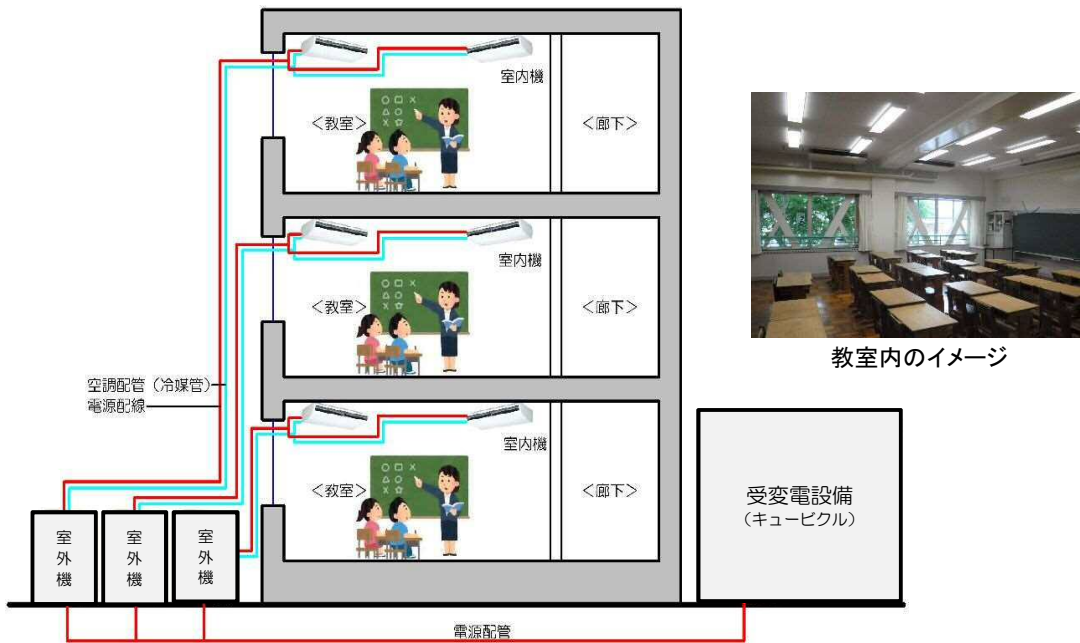 室内機
<教室>
<廊下>
室内機
<教室>
<廊下>
教室内のイメージ
空調配管（冷媒管）
電源配線
室内機
<教室>
<廊下>
受変電設備
（キュービクル）
室外機
室外機
室外機
電源配管